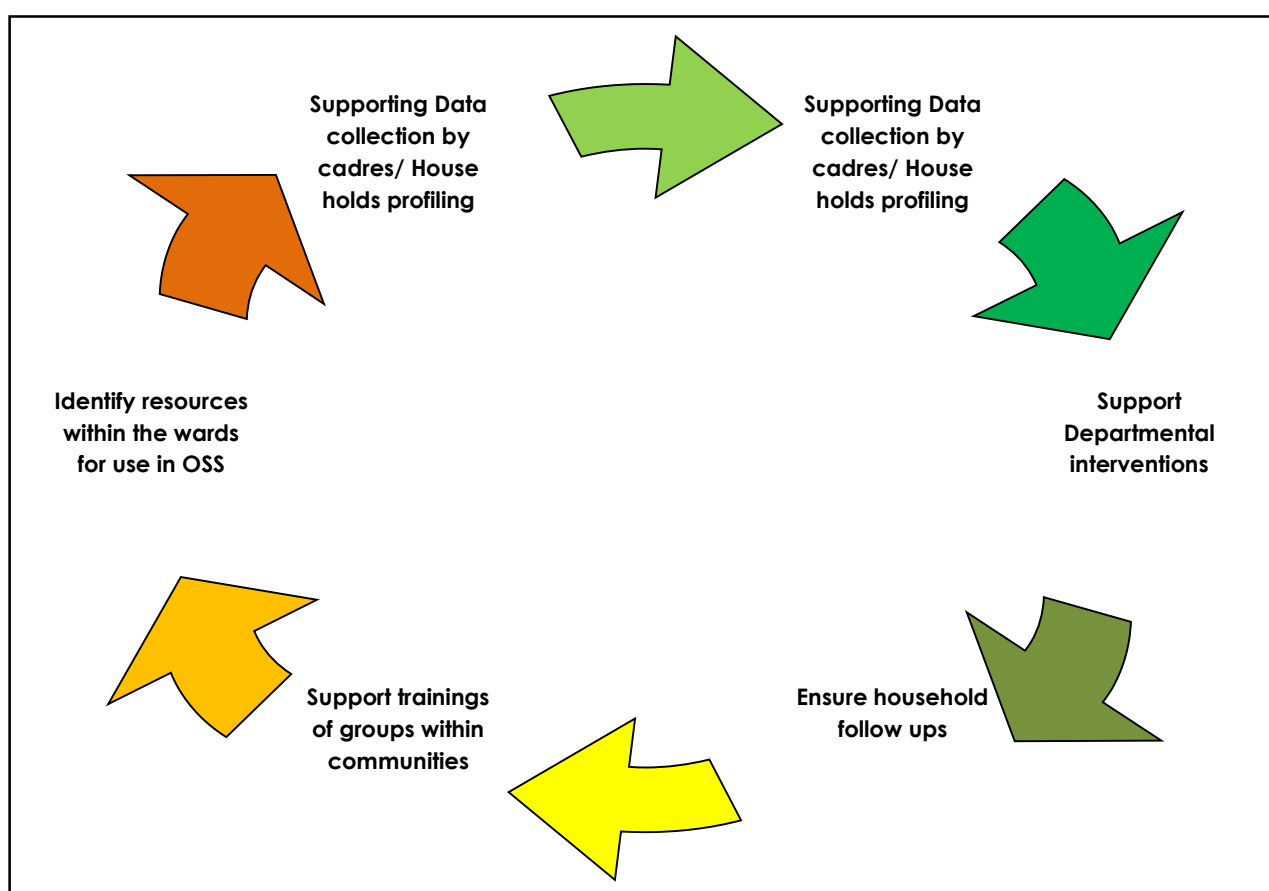 Supporting Data
collection by
cadres/ House
holds profiling
Supporting Data
collection by
cadres/ House
holds profiling
Support
Departmental
interventions
Ensure household
follow ups
Support trainings
of groups within
communities
Identify resources
within the wards
for use in OSS